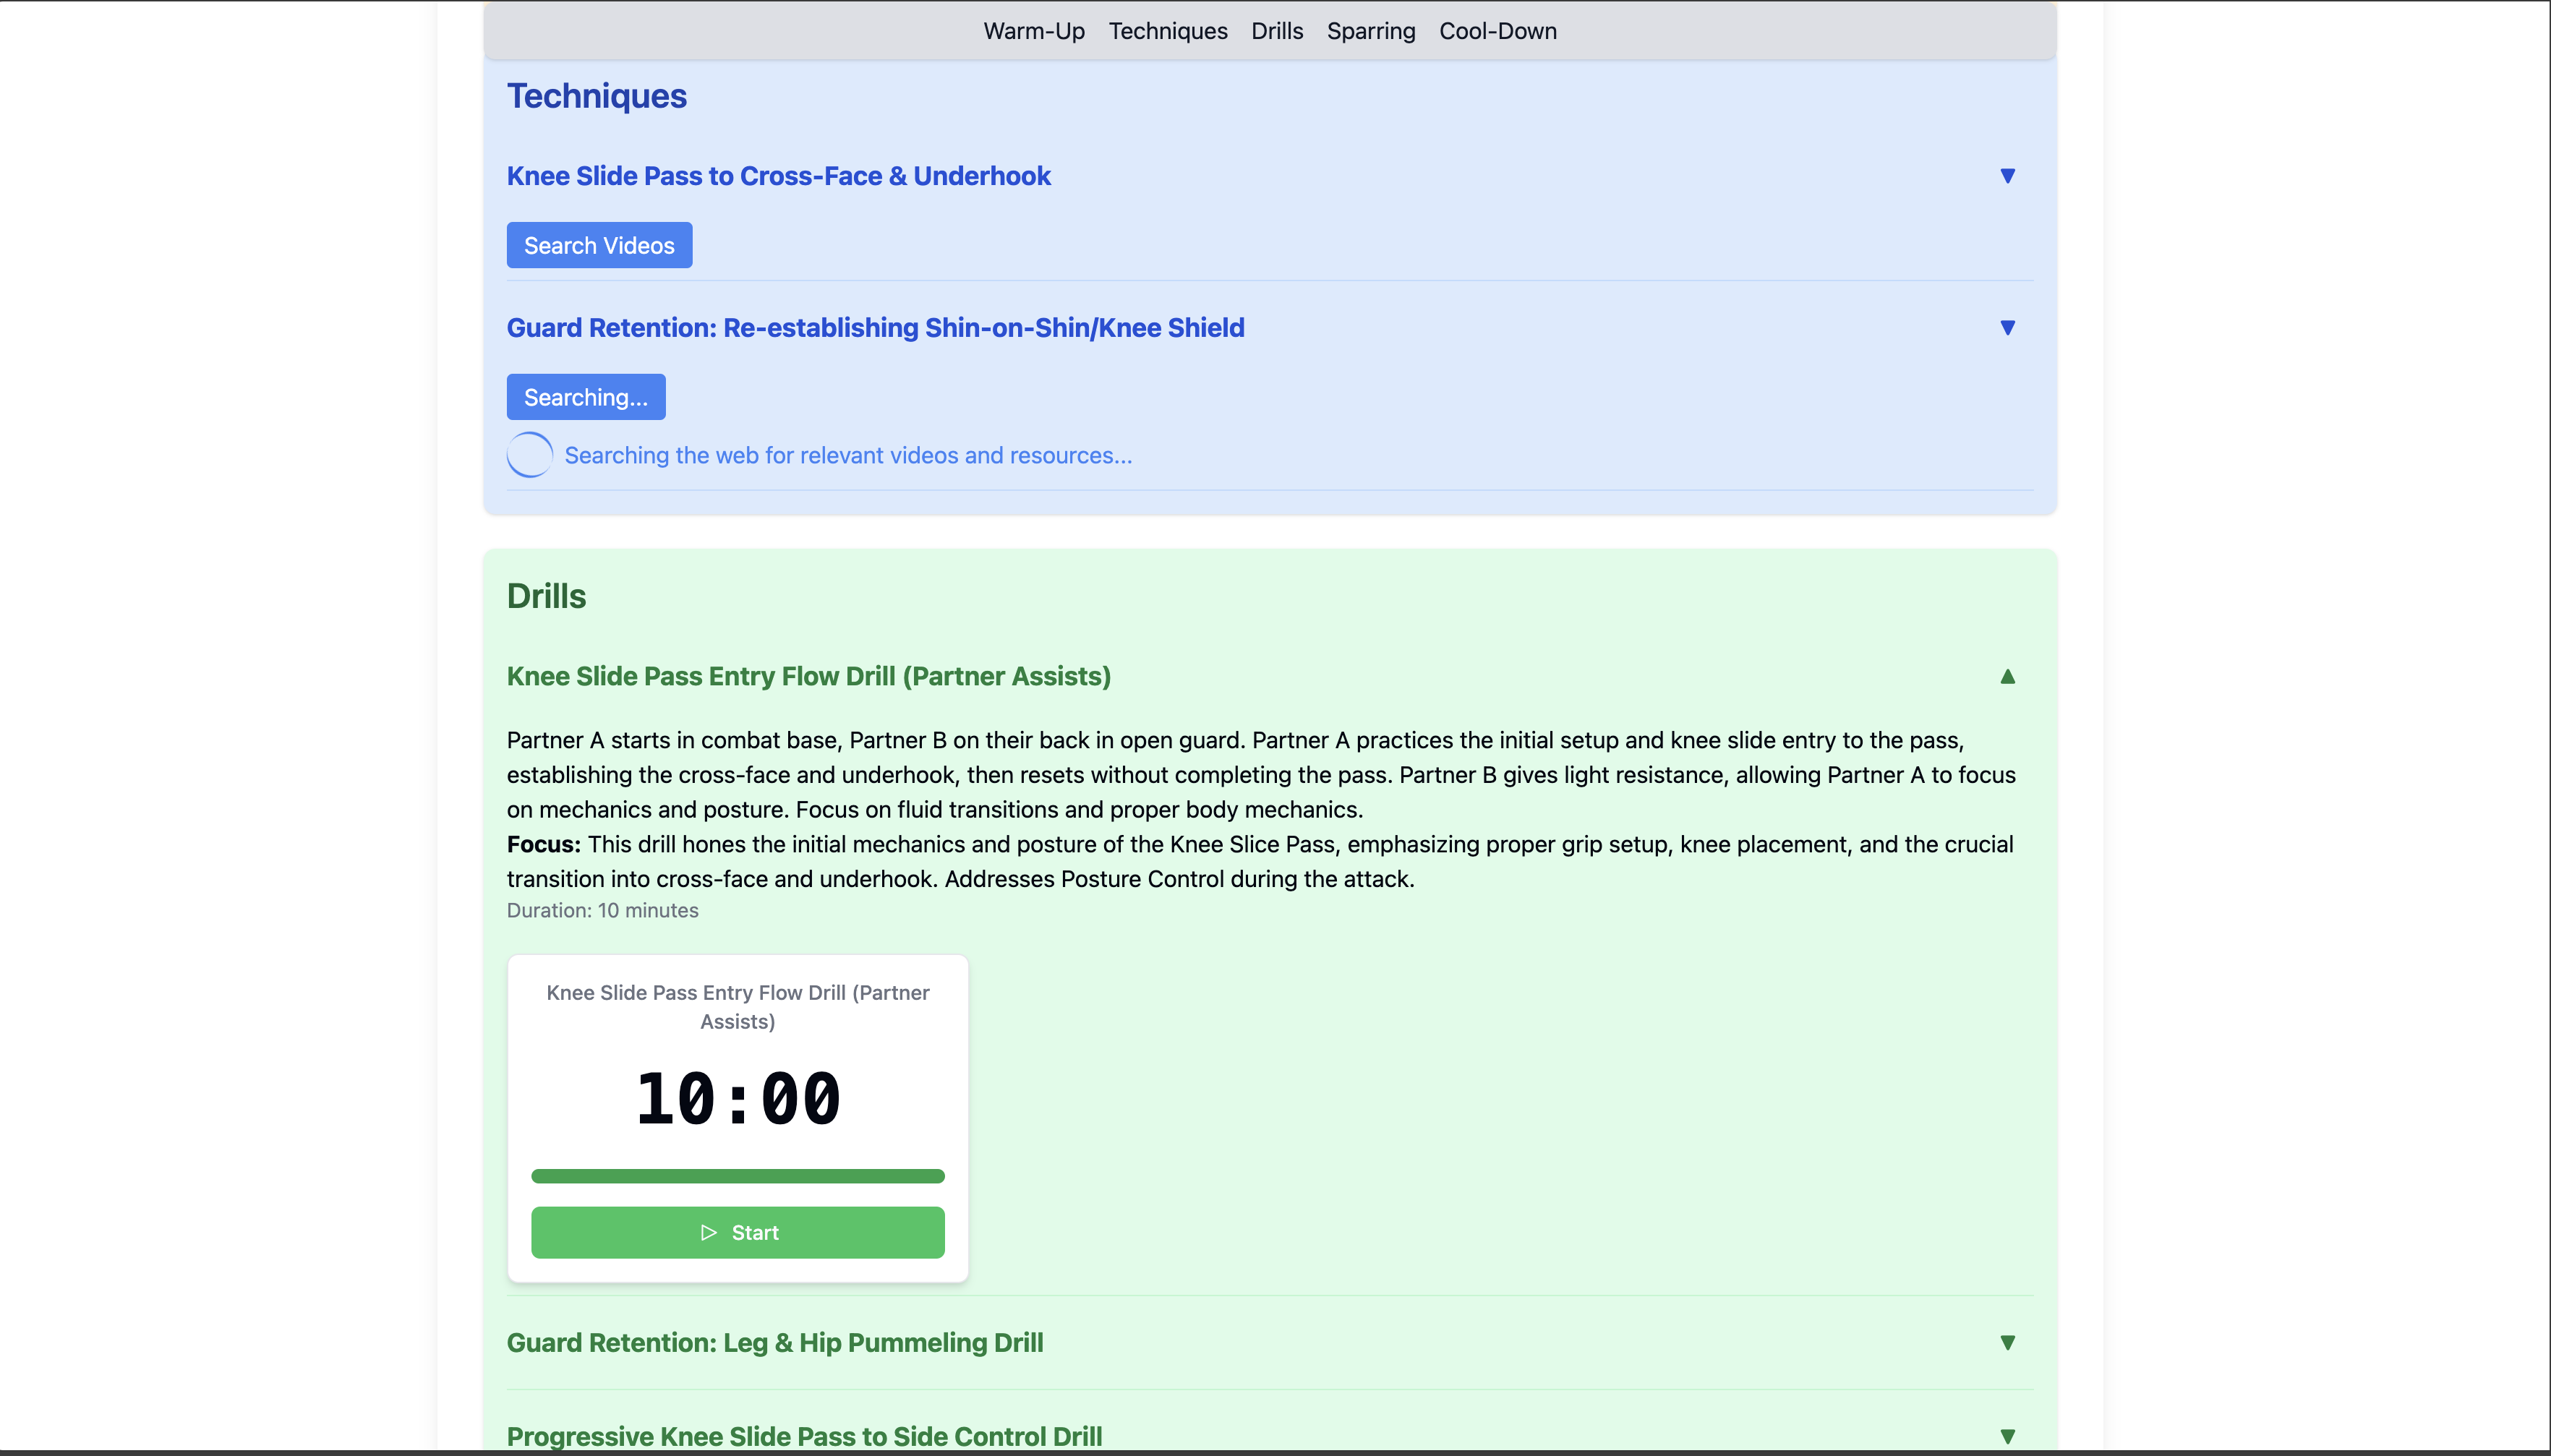 Warm-Up Techniques Drills Sparring Cool-Down
Techniques
Knee Slide Pass to Cross-Face & Underhook
Search Videos
Guard Retention: Re-establishing Shin-on-Shin/Knee Shield
Searching...
Searching the web for relevant videos and resources...
Drills
Knee Slide Pass Entry Flow Drill (Partner Assists)
Partner A starts in combat base, Partner B on their back in open guard. Partner A practices the initial setup and knee slide entry to the pass,
establishing the cross-face and underhook, then resets without completing the pass. Partner B gives light resistance, allowing Partner A to focus
on mechanics and posture. Focus on fluid transitions and proper body mechanics.
Focus: This drill hones the initial mechanics and posture of the Knee Slice Pass, emphasizing proper grip setup, knee placement, and the crucial
transition into cross-face and underhook. Addresses Posture Control during the attack.
Duration: 10 minutes
Knee Slide Pass Entry Flow Drill (Partner
Assists)
10:00
Start
Guard Retention: Leg & Hip Pummeling Drill
Progressive Knee Slide Pass to Side Control Drill